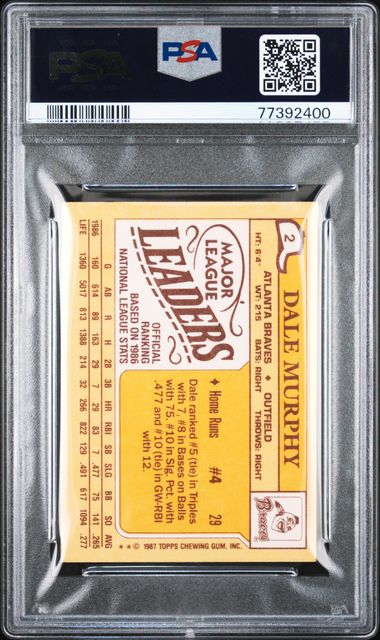 PSA
PSA
77392400
2
DALE MURPHY
ATLANTA BRAVES ♦ OUTFIELD
HT: 6'4" WT: 215 BATS: RIGHT THROWS: RIGHT
Braves
MAJOR
LEAGUE
LEADERS
OFFICIAL
RANKING
BASED ON 1986
NATIONAL LEAGUE STATS
♦ Home Runs #4 29
Dale ranked #5 (tie) in Triples
with 7, #8 in Bases on Balls
with 75, #10 in Slg. Pct. with
.477 and #10 (tie) in GW-RBI
with 12.
G AB R H 2B 3B HR RBI SB SLG BB SO AVG
1986 160 614 89 163 29 7 29 83 7 .477 75 141 .265
LIFE 1360 5017 813 1388 214 32 266 822 129 .491 617 1094 .277
** © 1987 TOPPS CHEWING GUM, INC.